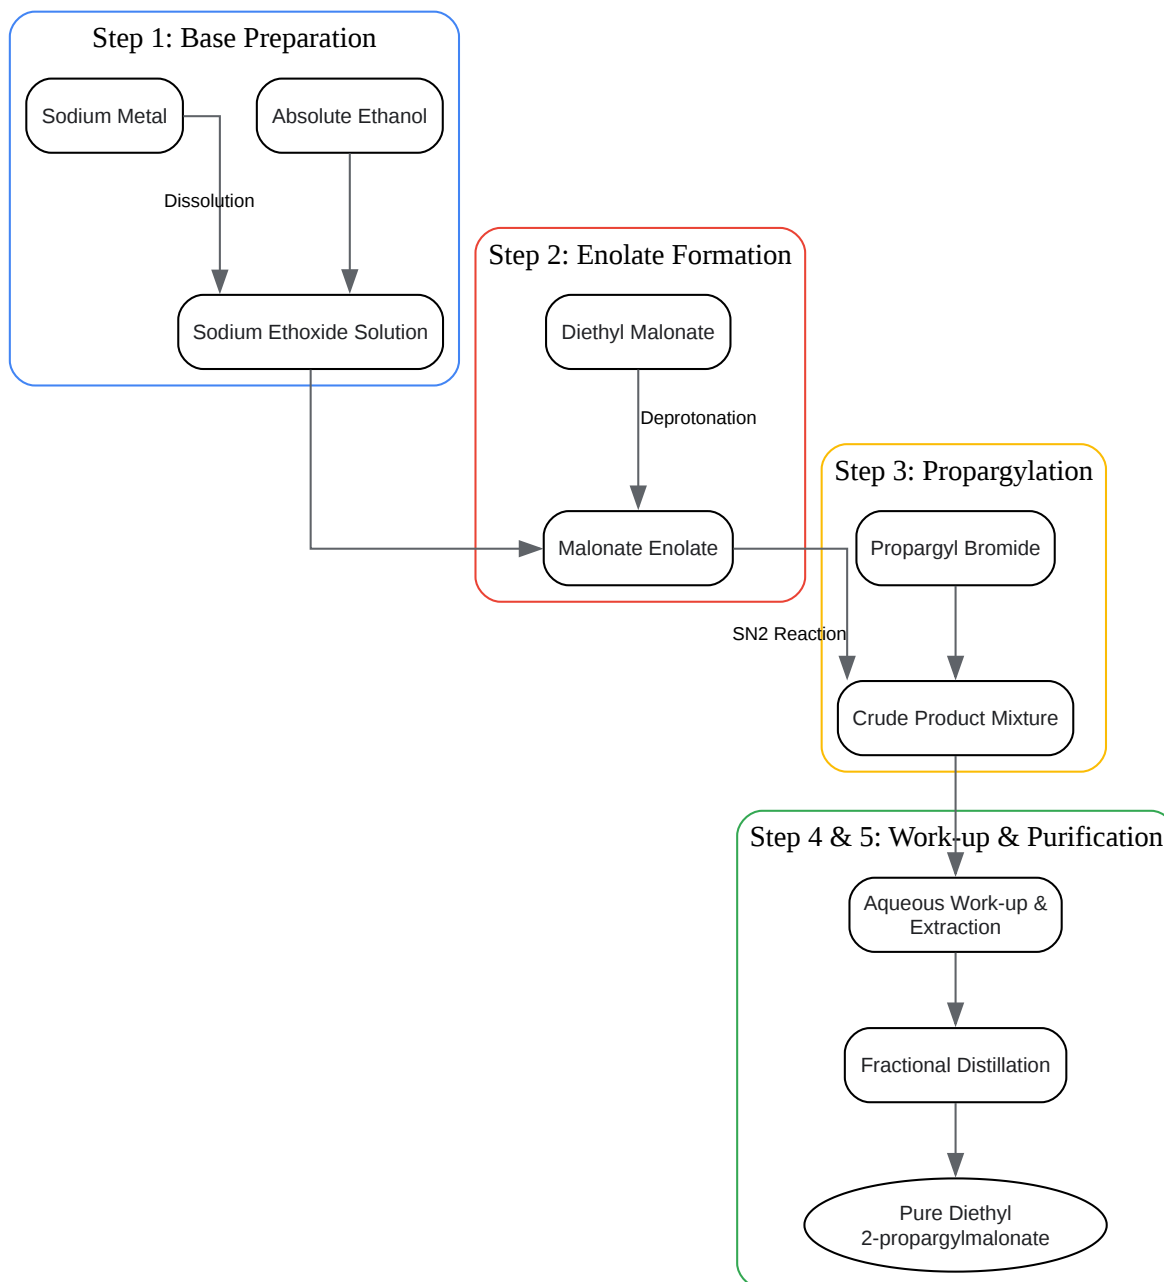 Step 1: Base Preparation
Sodium Metal
Absolute Ethanol
Dissolution
Sodium Ethoxide Solution
Step 2: Enolate Formation
Diethyl Malonate
Deprotonation
Malonate Enolate
Step 3: Propargylation
Propargyl Bromide
SN2 Reaction
Crude Product Mixture
Step 4 & 5: Work-up & Purification
Aqueous Work-up &
Extraction
Fractional Distillation
Pure Diethyl
2-propargylmalonate